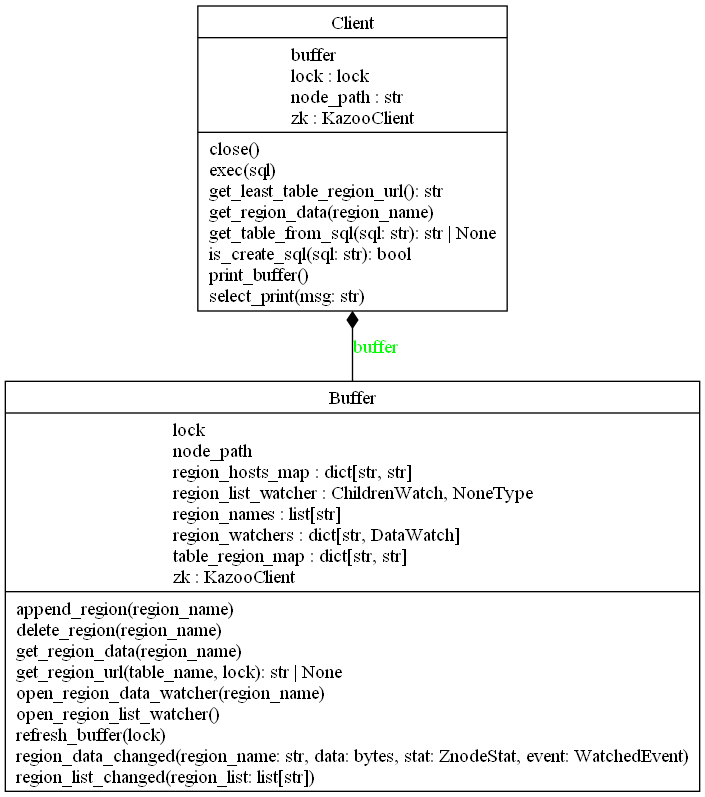 Client
buffer
lock : lock
node_path : str
zk : KazooClient
close()
exec(sql)
get_least_table_region_url(): str
get_region_data(region_name)
get_table_from_sql(sql: str): str | None
is_create_sql(sql: str): bool
print_buffer()
select_print(msg: str)
buffer
Buffer
lock
node_path
region_hosts_map : dict[str, str]
region_list_watcher : ChildrenWatch, NoneType
region_names : list[str]
region_watchers : dict[str, DataWatch]
table_region_map : dict[str, str]
zk : KazooClient
append_region(region_name)
delete_region(region_name)
get_region_data(region_name)
get_region_url(table_name, lock): str | None
open_region_data_watcher(region_name)
open_region_list_watcher()
refresh_buffer(lock)
region_data_changed(region_name: str, data: bytes, stat: ZnodeStat, event: WatchedEvent)
region_list_changed(region_list: list[str])